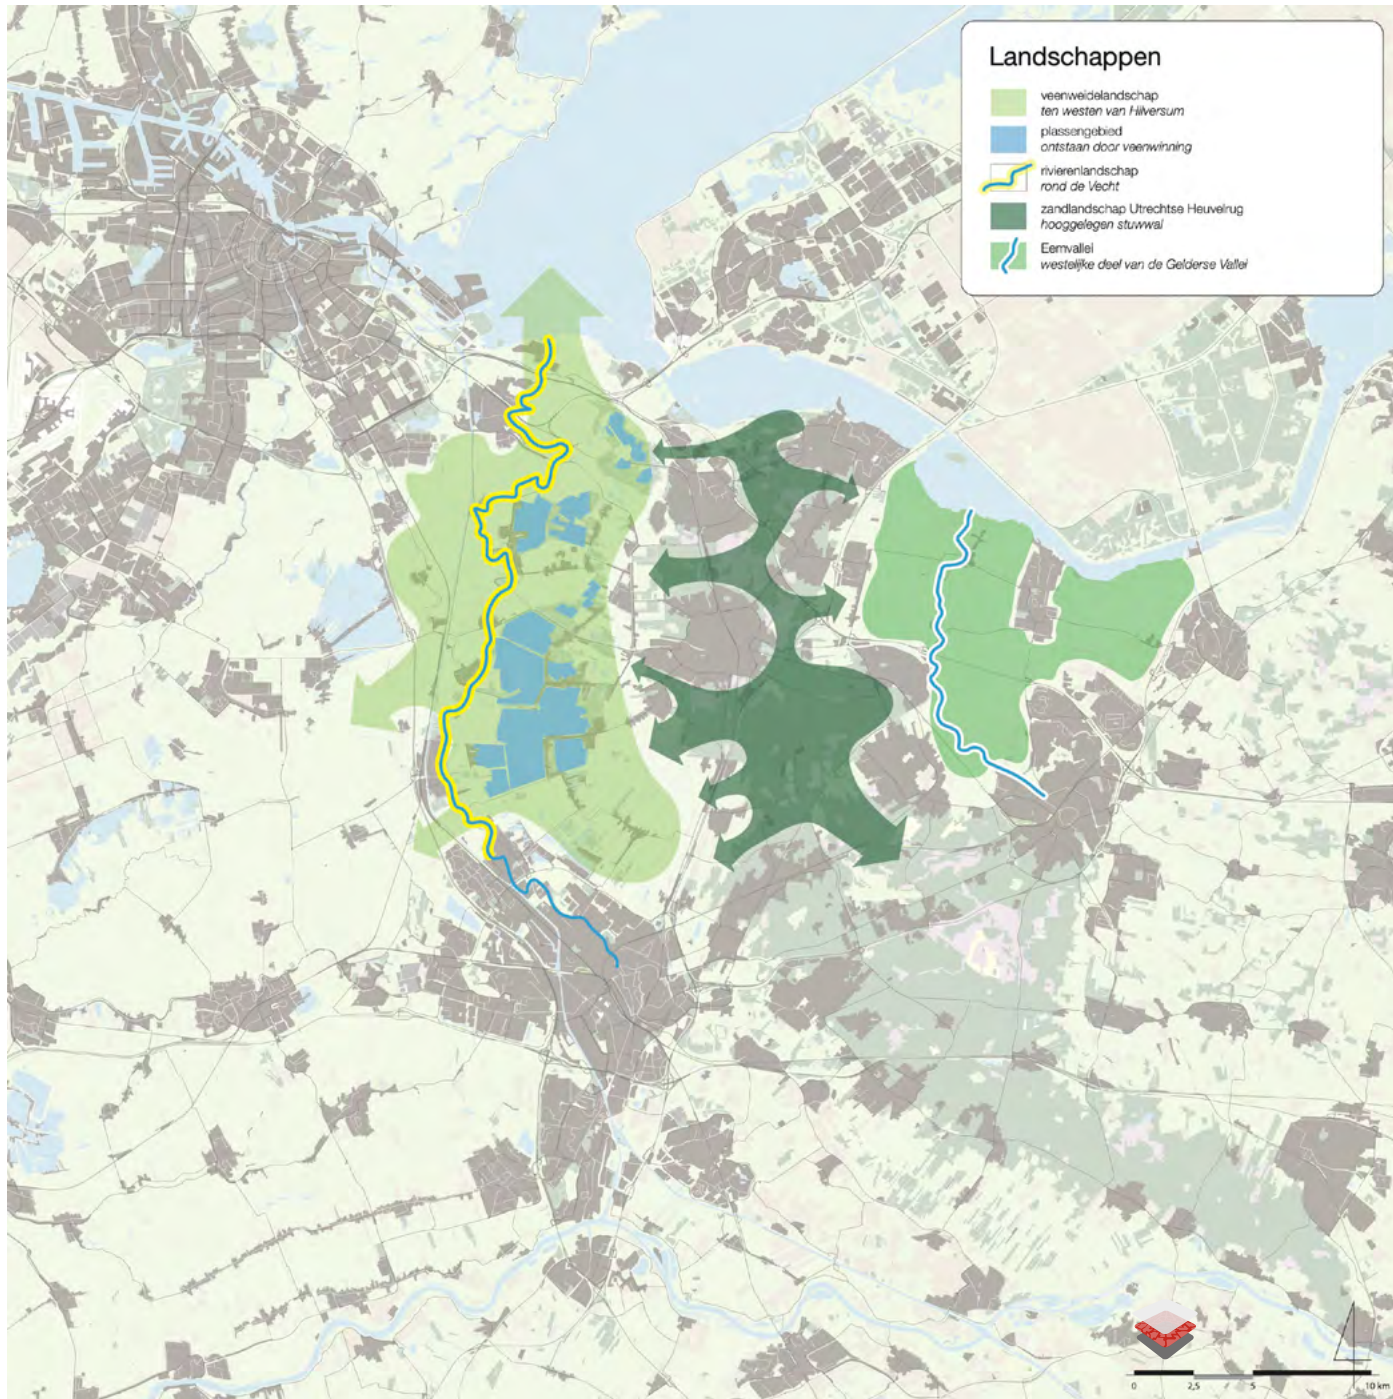 Landschappen
veenweidelandschap
ten westen van Hilversum
plassengebied
ontstaan door veenwinning
rivierenlandschap
rond de Vecht
zandlandschap Utrechtse Heuvelrug
hooggelegen stuwwal
Eemvallei
westelijke deel van de Gelderse Vallei
0 2,5 5 10 km